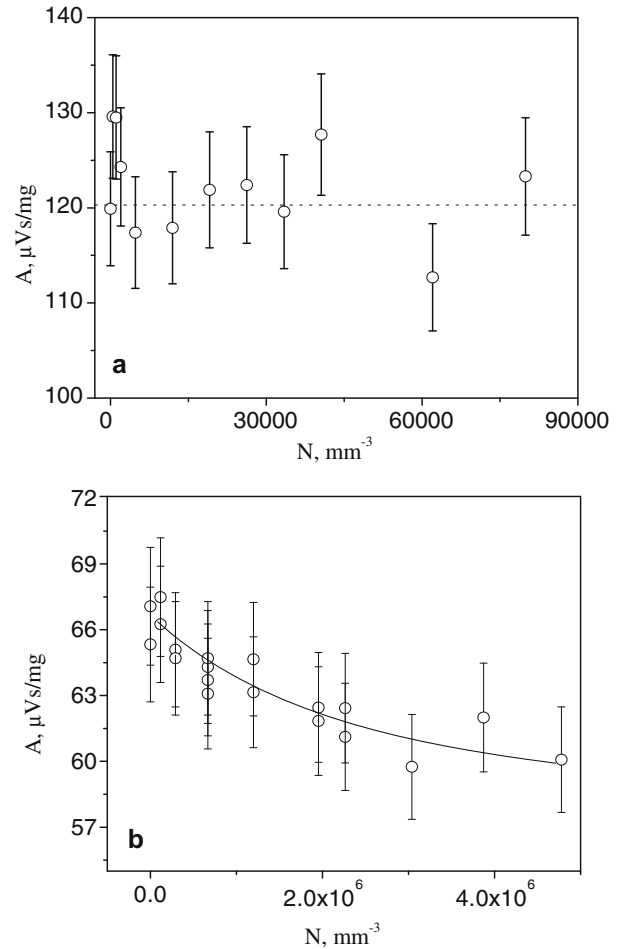 140
130
120
110
100
A, μVs/mg
a
0 30000 60000 90000
N, mm⁻³
72
69
66
63
60
57
A, μVs/mg
b
0.0 2.0x10⁶ 4.0x10⁶
N, mm⁻³